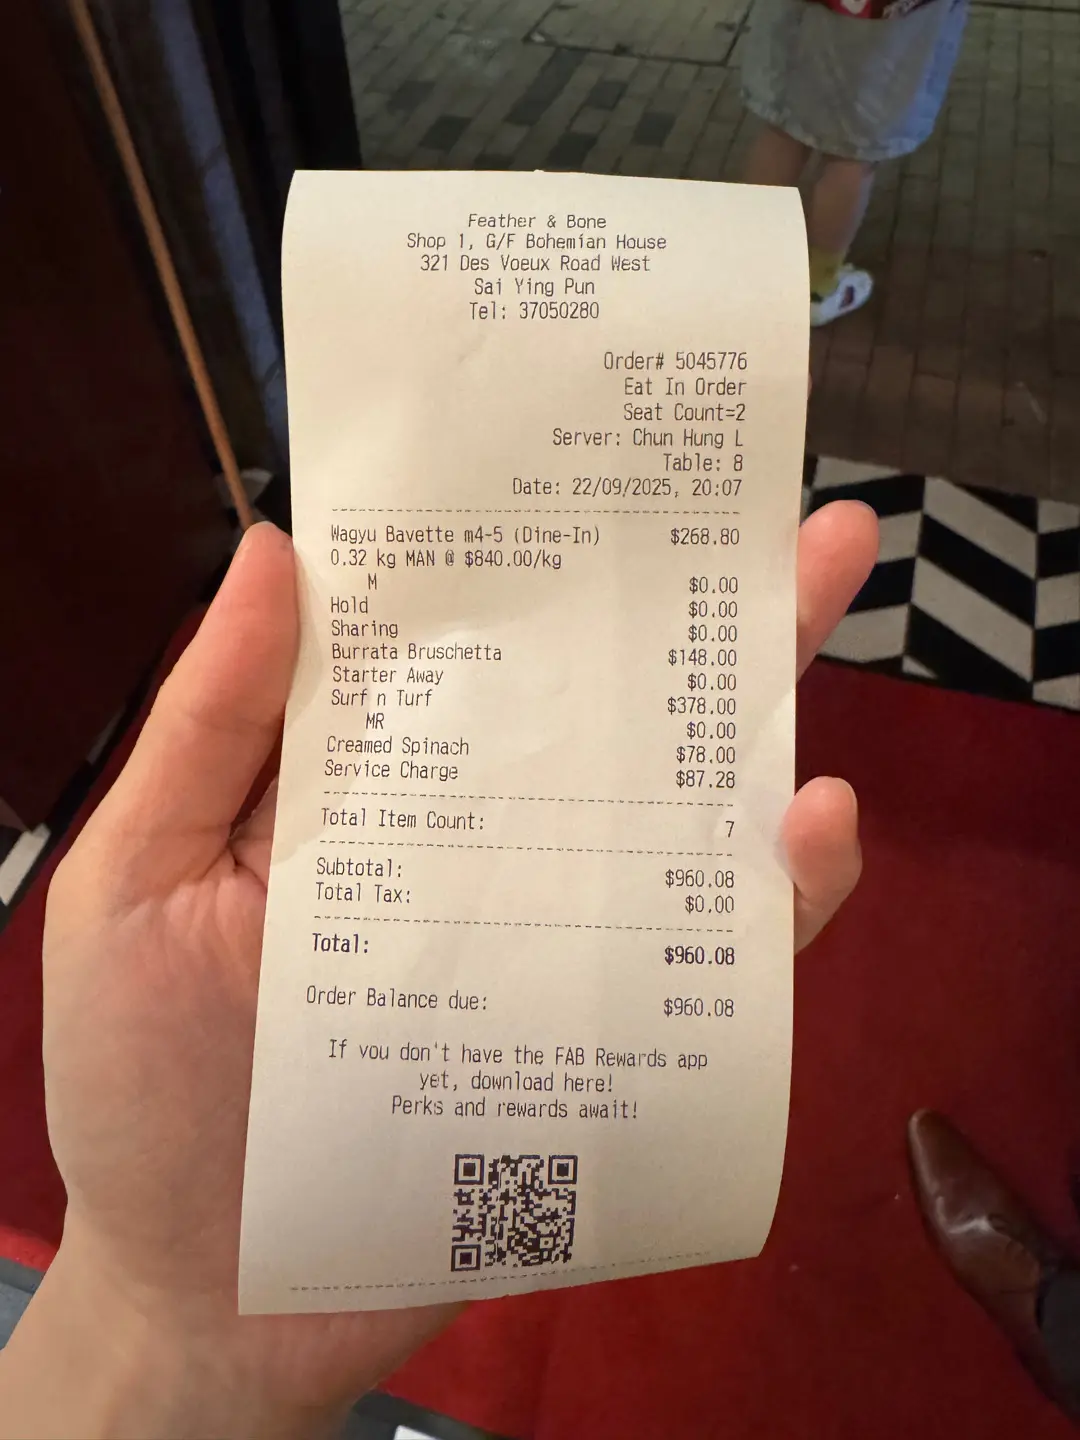 Feather & Bone
Shop 1, G/F Bohemian House
321 Des Voeux Road West
Sai Ying Pun
Tel: 37050280
Order# 5045776
Eat In Order
Seat Count=2
Server: Chun Hung L
Table: 8
Date: 22/09/2025, 20:07
Wagyu Bavette m4-5 (Dine-In) $268.80
0.32 kg MAN @ $840.00/kg
M $0.00
Hold $0.00
Sharing $0.00
Burrata Bruschetta $148.00
Starter Away $0.00
Surf n Turf $378.00
MR $0.00
Creamed Spinach $78.00
Service Charge $87.28
Total Item Count: 7
Subtotal: $960.08
Total Tax: $0.00
Total: $960.08
Order Balance due: $960.08
If you don't have the FAB Rewards app
yet, download here!
Perks and rewards await!